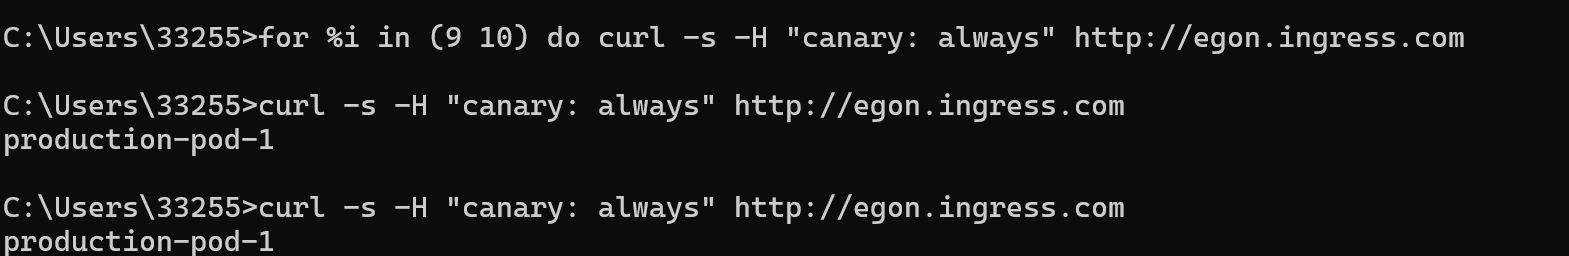 C:\Users\33255>for %i in (9 10) do curl -s -H "canary: always" http://egon.ingress.com
C:\Users\33255>curl -s -H "canary: always" http://egon.ingress.com
production-pod-1
C:\Users\33255>curl -s -H "canary: always" http://egon.ingress.com
production-pod-1